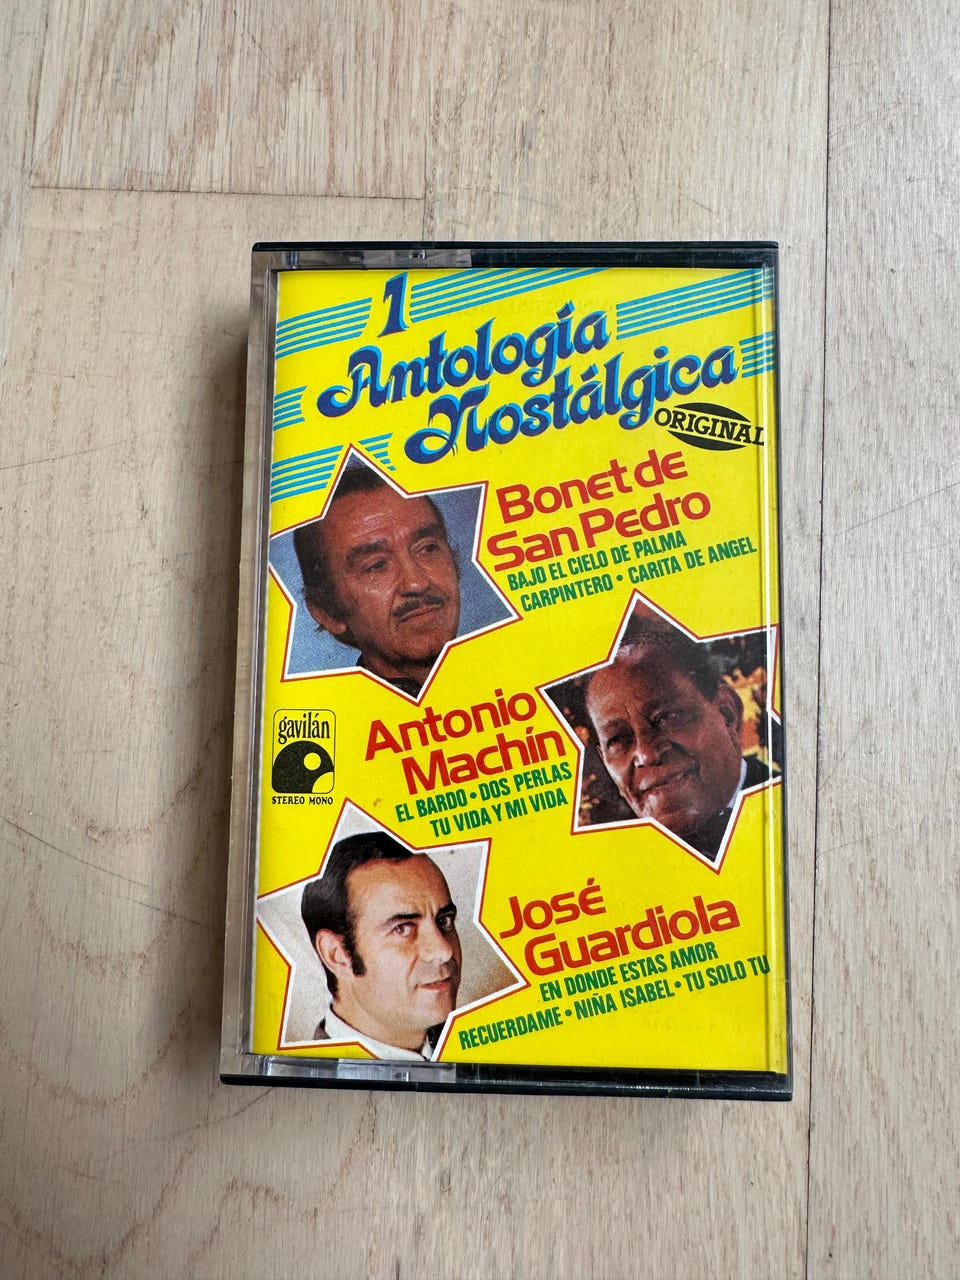 1
Antología
Nostálgica
ORIGINAL
Bonet de
San Pedro
BAJO EL CIELO DE PALMA
CARPINTERO • CARITA DE ANGEL
gavilán
STEREO MONO
Antonio
Machín
EL BARDO • DOS PERLAS
TU VIDA Y MI VIDA
José
Guardiola
EN DONDE ESTAS AMOR
RECUERDAME • NIÑA ISABEL • TU SOLO TU